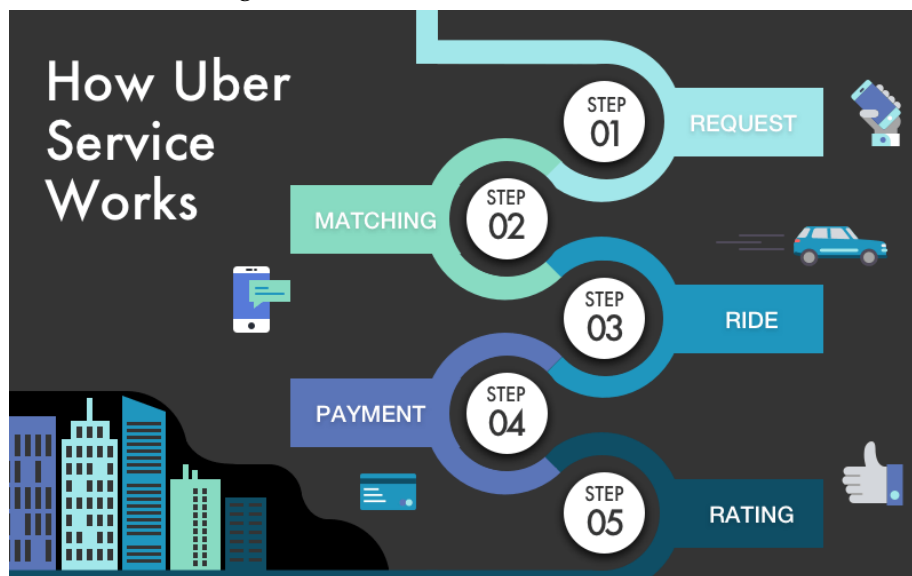 How Uber
Service
Works
STEP
01
REQUEST
STEP
02
MATCHING
STEP
03
RIDE
STEP
04
PAYMENT
STEP
05
RATING